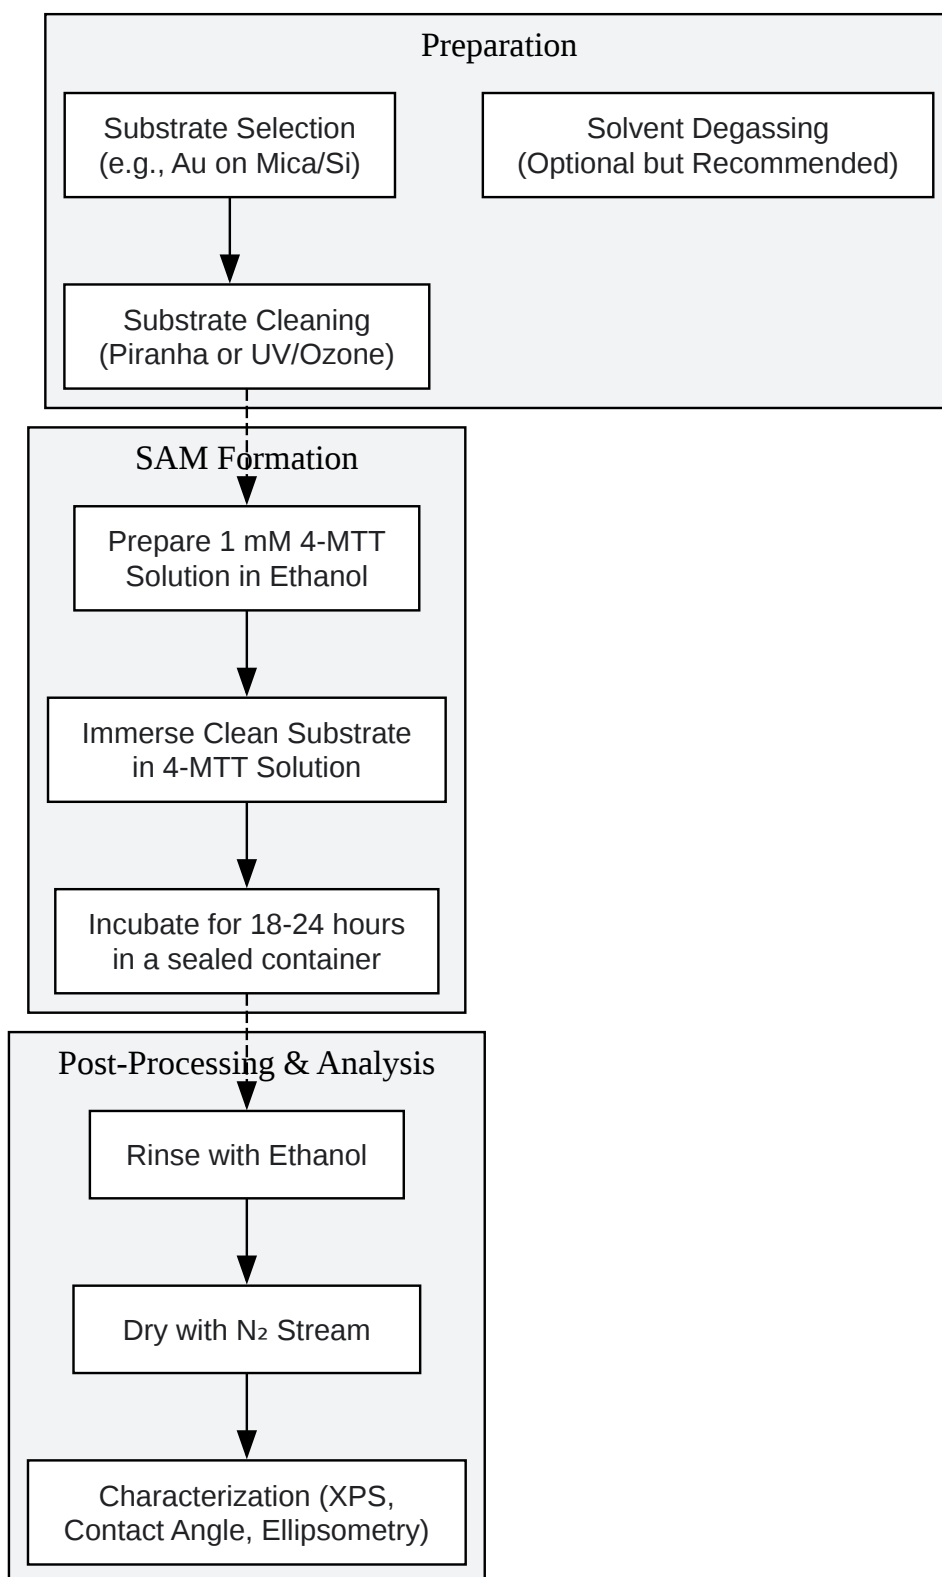 Preparation
Substrate Selection
(e.g., Au on Mica/Si)
Solvent Degassing
(Optional but Recommended)
Substrate Cleaning
(Piranha or UV/Ozone)
SAM Formation
Prepare 1 mM 4-MTT
Solution in Ethanol
Immerse Clean Substrate
in 4-MTT Solution
Incubate for 18-24 hours
in a sealed container
Post-Processing & Analysis
Rinse with Ethanol
Dry with N₂ Stream
Characterization (XPS,
Contact Angle, Ellipsometry)